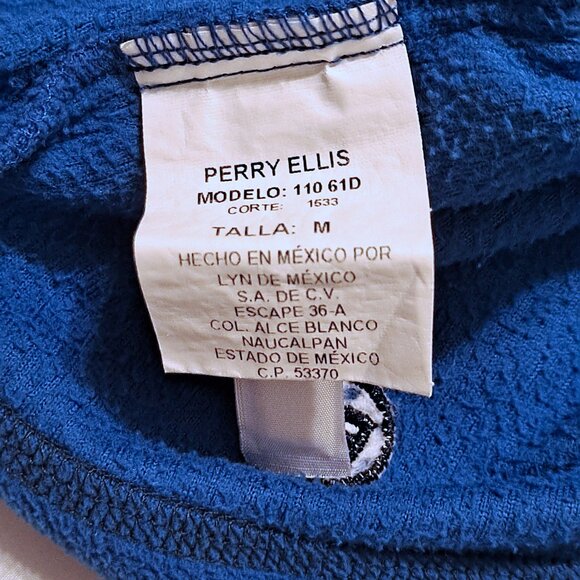 PERRY ELLIS
MODELO: 110 61D
CORTE: 1533
TALLA: M
HECHO EN MÉXICO POR
LYN DE MÉXICO
S.A. DE C.V.
ESCAPE 36-A
COL. ALCE BLANCO
NAUCALPAN
ESTADO DE MÉXICO
C.P. 53370